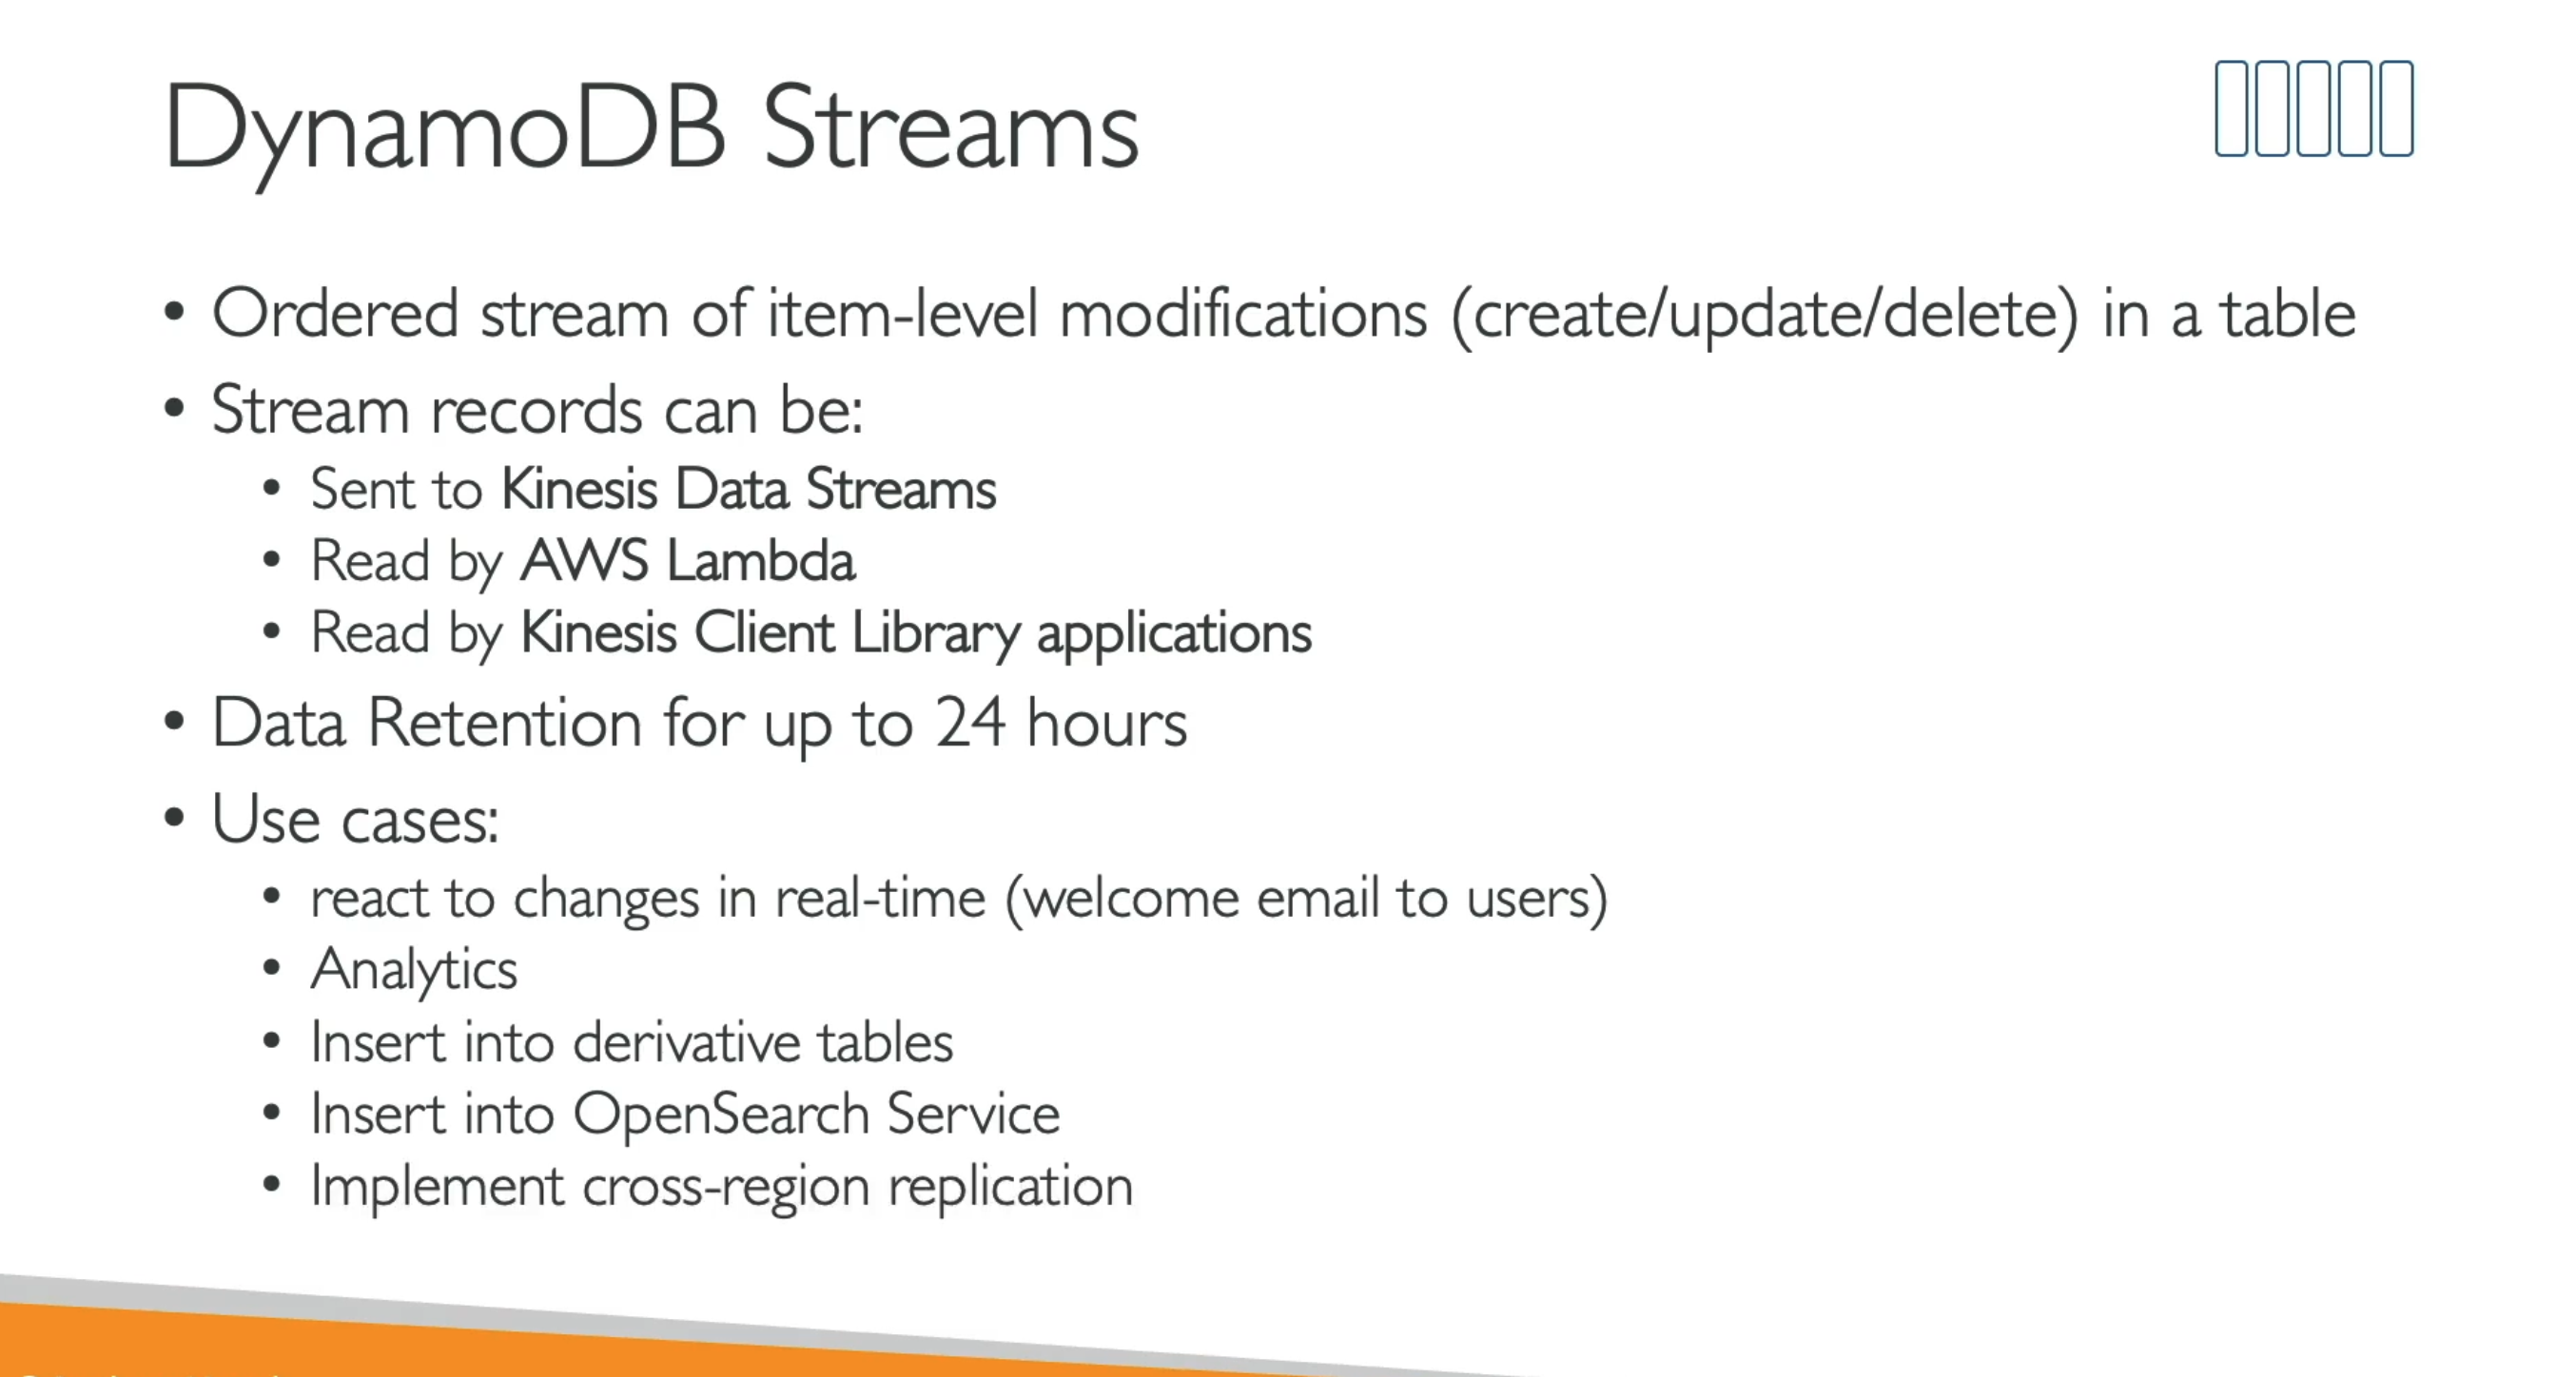 DynamoDB Streams
• Ordered stream of item-level modifications (create/update/delete) in a table
• Stream records can be:
• Sent to Kinesis Data Streams
• Read by AWS Lambda
• Read by Kinesis Client Library applications
• Data Retention for up to 24 hours
• Use cases:
• react to changes in real-time (welcome email to users)
• Analytics
• Insert into derivative tables
• Insert into OpenSearch Service
• Implement cross-region replication